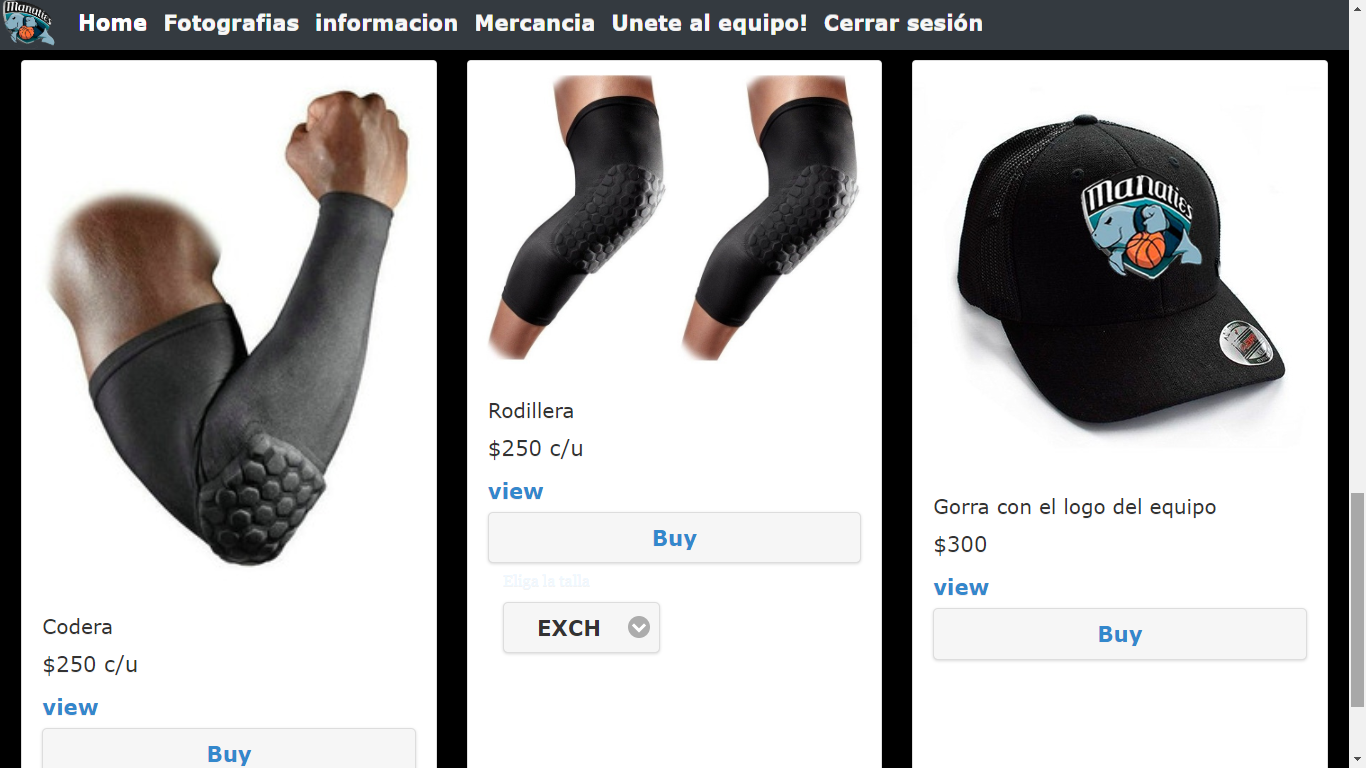 Manaties
Home Fotografias informacion Mercancia Unete al equipo! Cerrar sesión
Codera
$250 c/u
view
Buy
Rodillera
$250 c/u
view
Buy
Eliga la talla
EXCH
Manaties
Gorra con el logo del equipo
$300
view
Buy